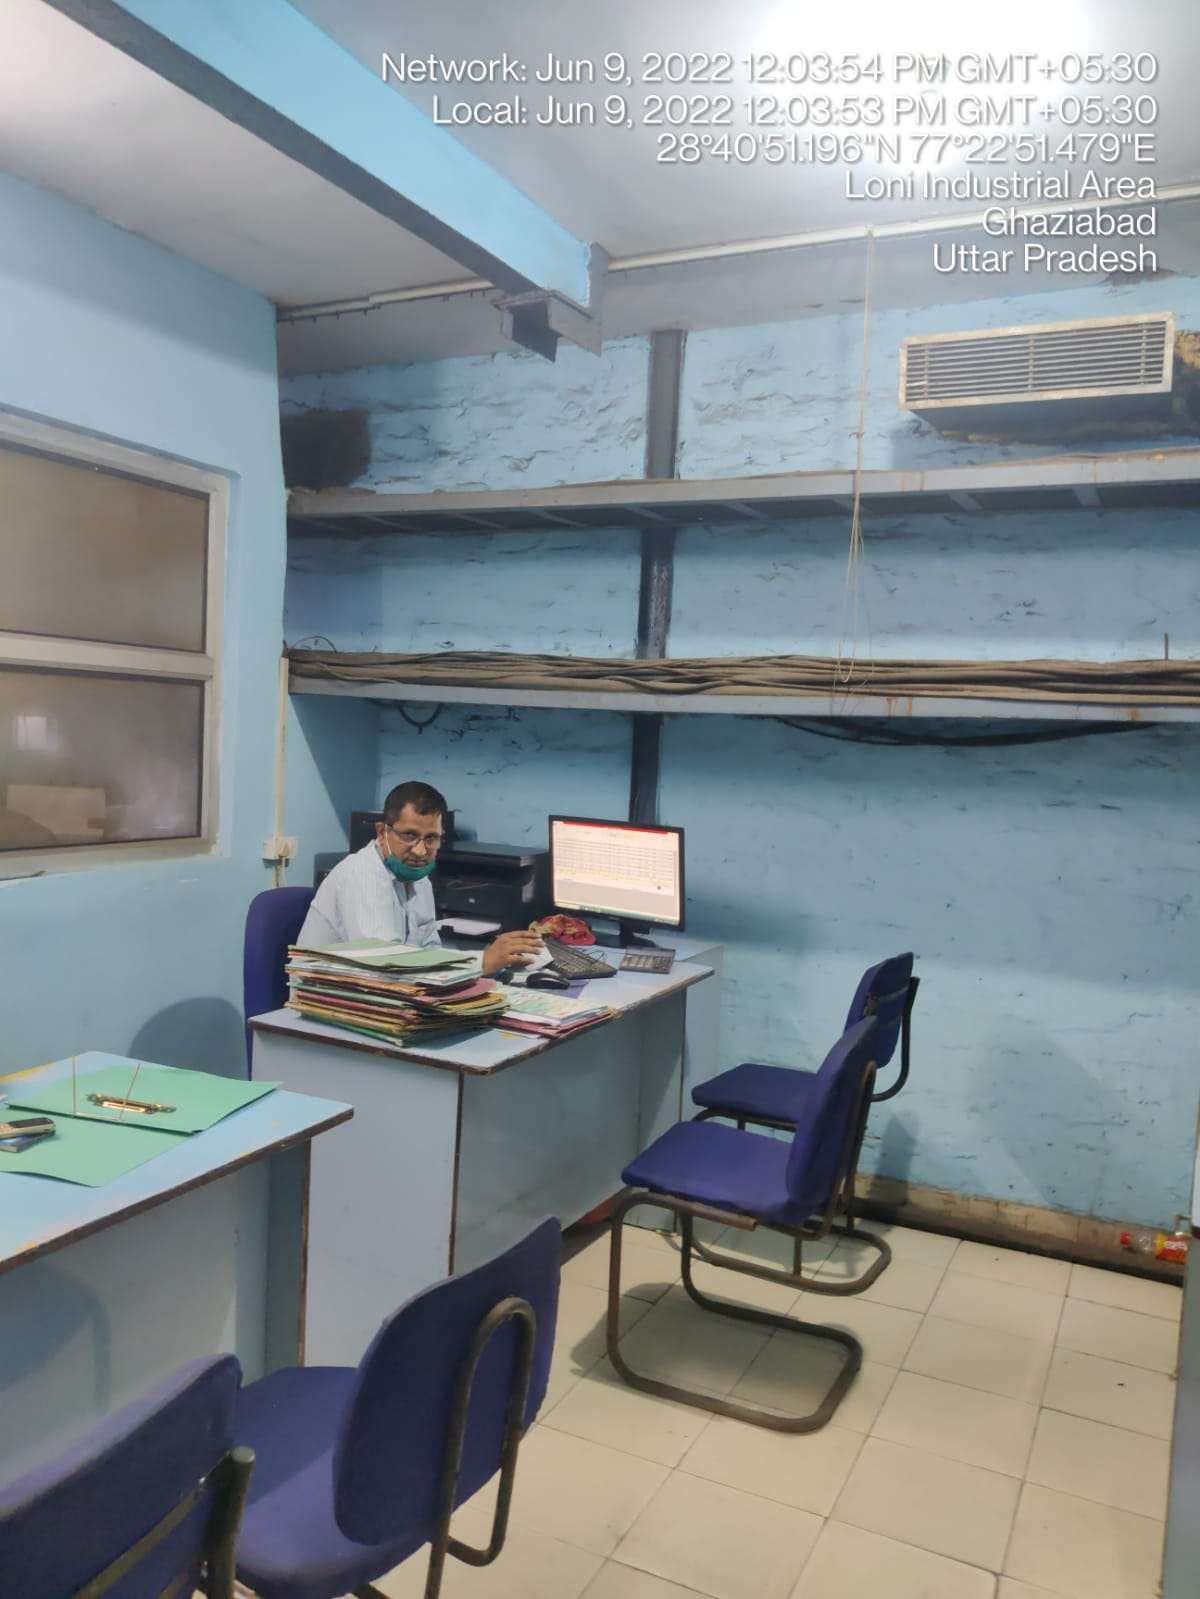 Network: Jun 9, 2022 12:03:54 PM GMT+05:30
Local: Jun 9, 2022 12:03:53 PM GMT+05:30
28°40'51.196"N 77°22'51.479"E
Loni Industrial Area
Ghaziabad
Uttar Pradesh